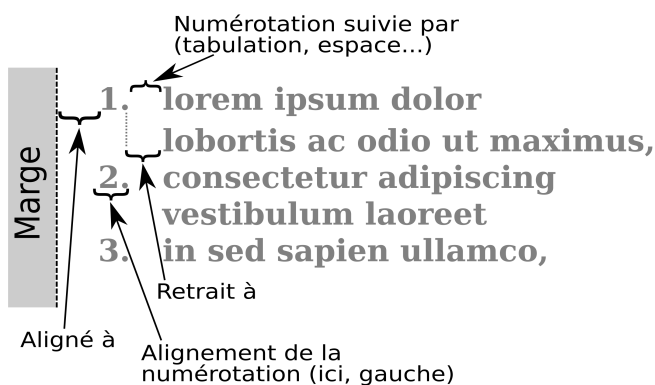 Numérotation suivie par
(tabulation, espace...)
1. lorem ipsum dolor
lobortis ac odio ut maximus,
2. consectetur adipiscing
vestibulum laoreet
3. in sed sapien ullamco,
Marge
Retrait à
Aligné à
Alignement de la
numérotation (ici, gauche)